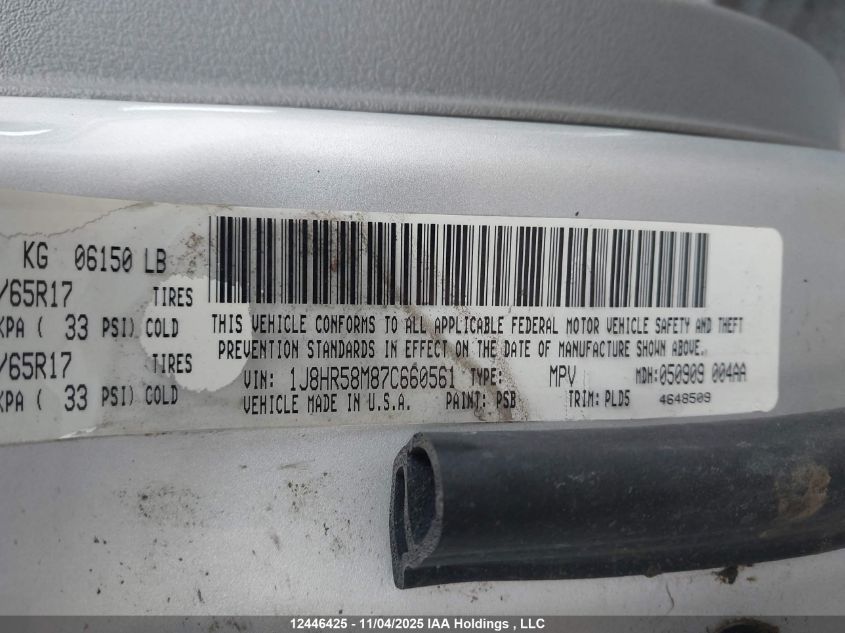 KG 06150 LB
/65R17 TIRES
KPA ( 33 PSI) COLD
/65R17 TIRES
KPA ( 33 PSI) COLD
THIS VEHICLE CONFORMS TO ALL APPLICABLE FEDERAL MOTOR VEHICLE SAFETY AND THEFT
PREVENTION STANDARDS IN EFFECT ON THE DATE OF MANUFACTURE SHOWN ABOVE.
VIN: 1J8HR58M87C660561 TYPE: MPV MDH:050909 004AA
VEHICLE MADE IN U.S.A. PAINT: PSB TRIM: PLD5 4648509
12446425 - 11/04/2025 IAA Holdings , LLC